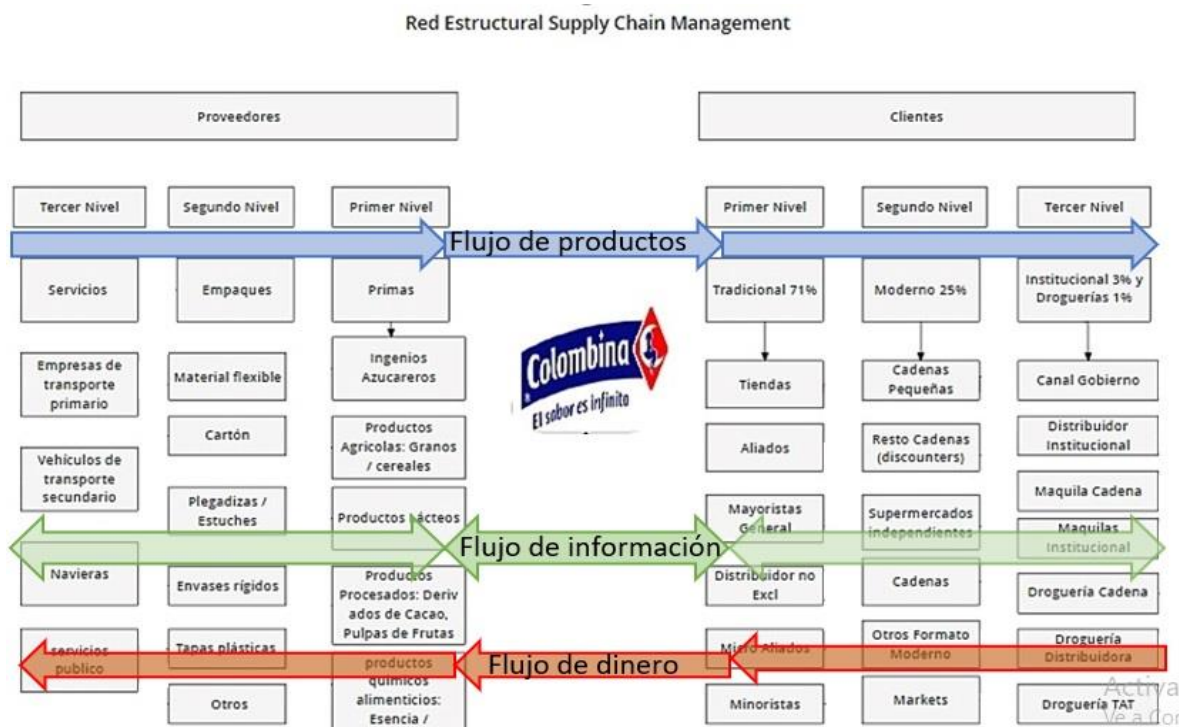 Red Estructural Supply Chain Management
Proveedores
Clientes
Tercer Nivel
Segundo Nivel
Primer Nivel
Primer Nivel
Segundo Nivel
Tercer Nivel
Flujo de productos
Servicios
Empaques
Primas
Tradicional 71%
Moderno 25%
Institucional 3% y
Droguerías 1%
Empresas de
transporte
primario
Material flexible
Ingenios
Azucareros
Colombina
El sabor es infinito
Tiendas
Cadenas
Pequeñas
Canal Gobierno
Cartón
Productos
Agricolas: Granos
/ cereales
Aliados
Resto Cadenas
(discounters)
Distribuidor
Institucional
Vehículos de
transporte
secundario
Plegadizas /
Estuches
Productos Lácteos
Mayoristas
General
Supermercados
independientes
Maquila Cadena
Maquilas
Institucional
Flujo de información
Navieras
Envases rígidos
Productos
Procesados: Deriv
ados de Cacao,
Pulpas de Frutas
Distribuidor no
Excl
Cadenas
Droguería Cadena
servicios
publico
Tapas plásticas
productos
químicos
alimenticios:
Esencia /
Flujo de dinero
Micro Aliados
Otros Formato
Moderno
Droguería
Distribuidora
Otros
Minoristas
Markets
Droguería TAT
Activa
Ve a Con